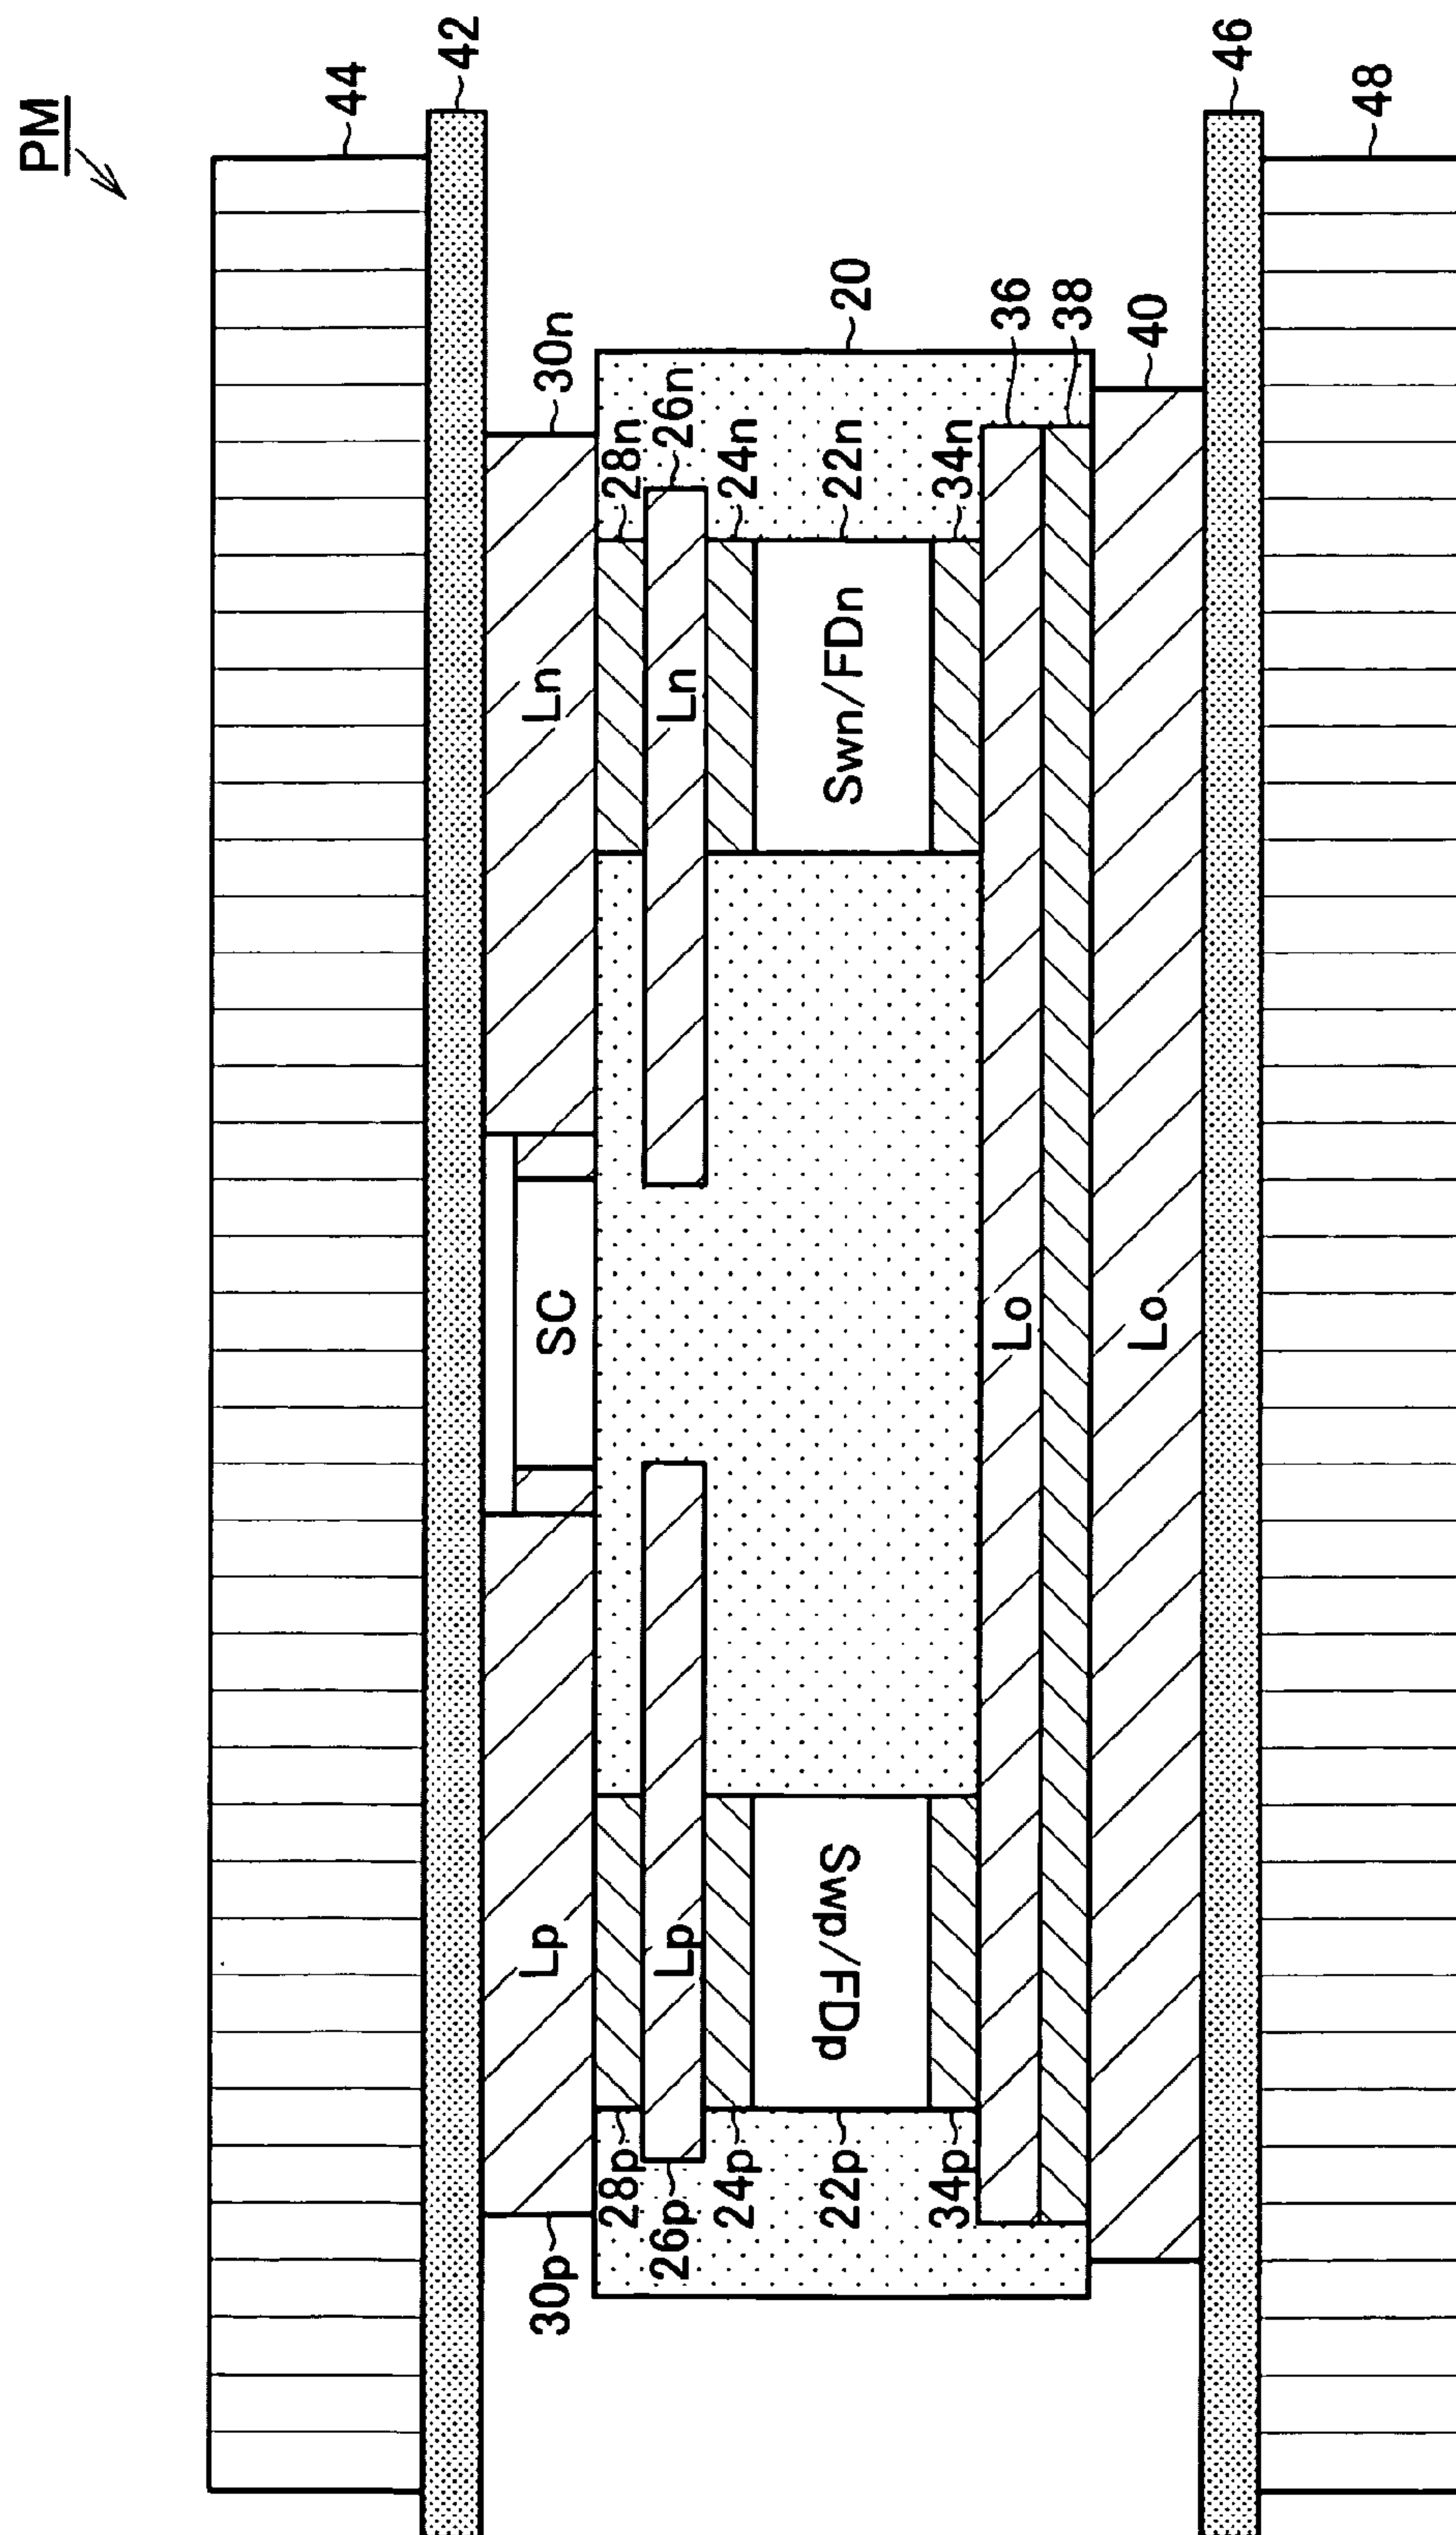 PM
44
42
30n
28n
26n
24n
22n
34n
20
36
38
40
46
48
Ln
Ln
Swn/FDn
SC
Lo
Lo
Lp
Lp
Swp/FDp
30p
28p
26p
24p
22p
34p